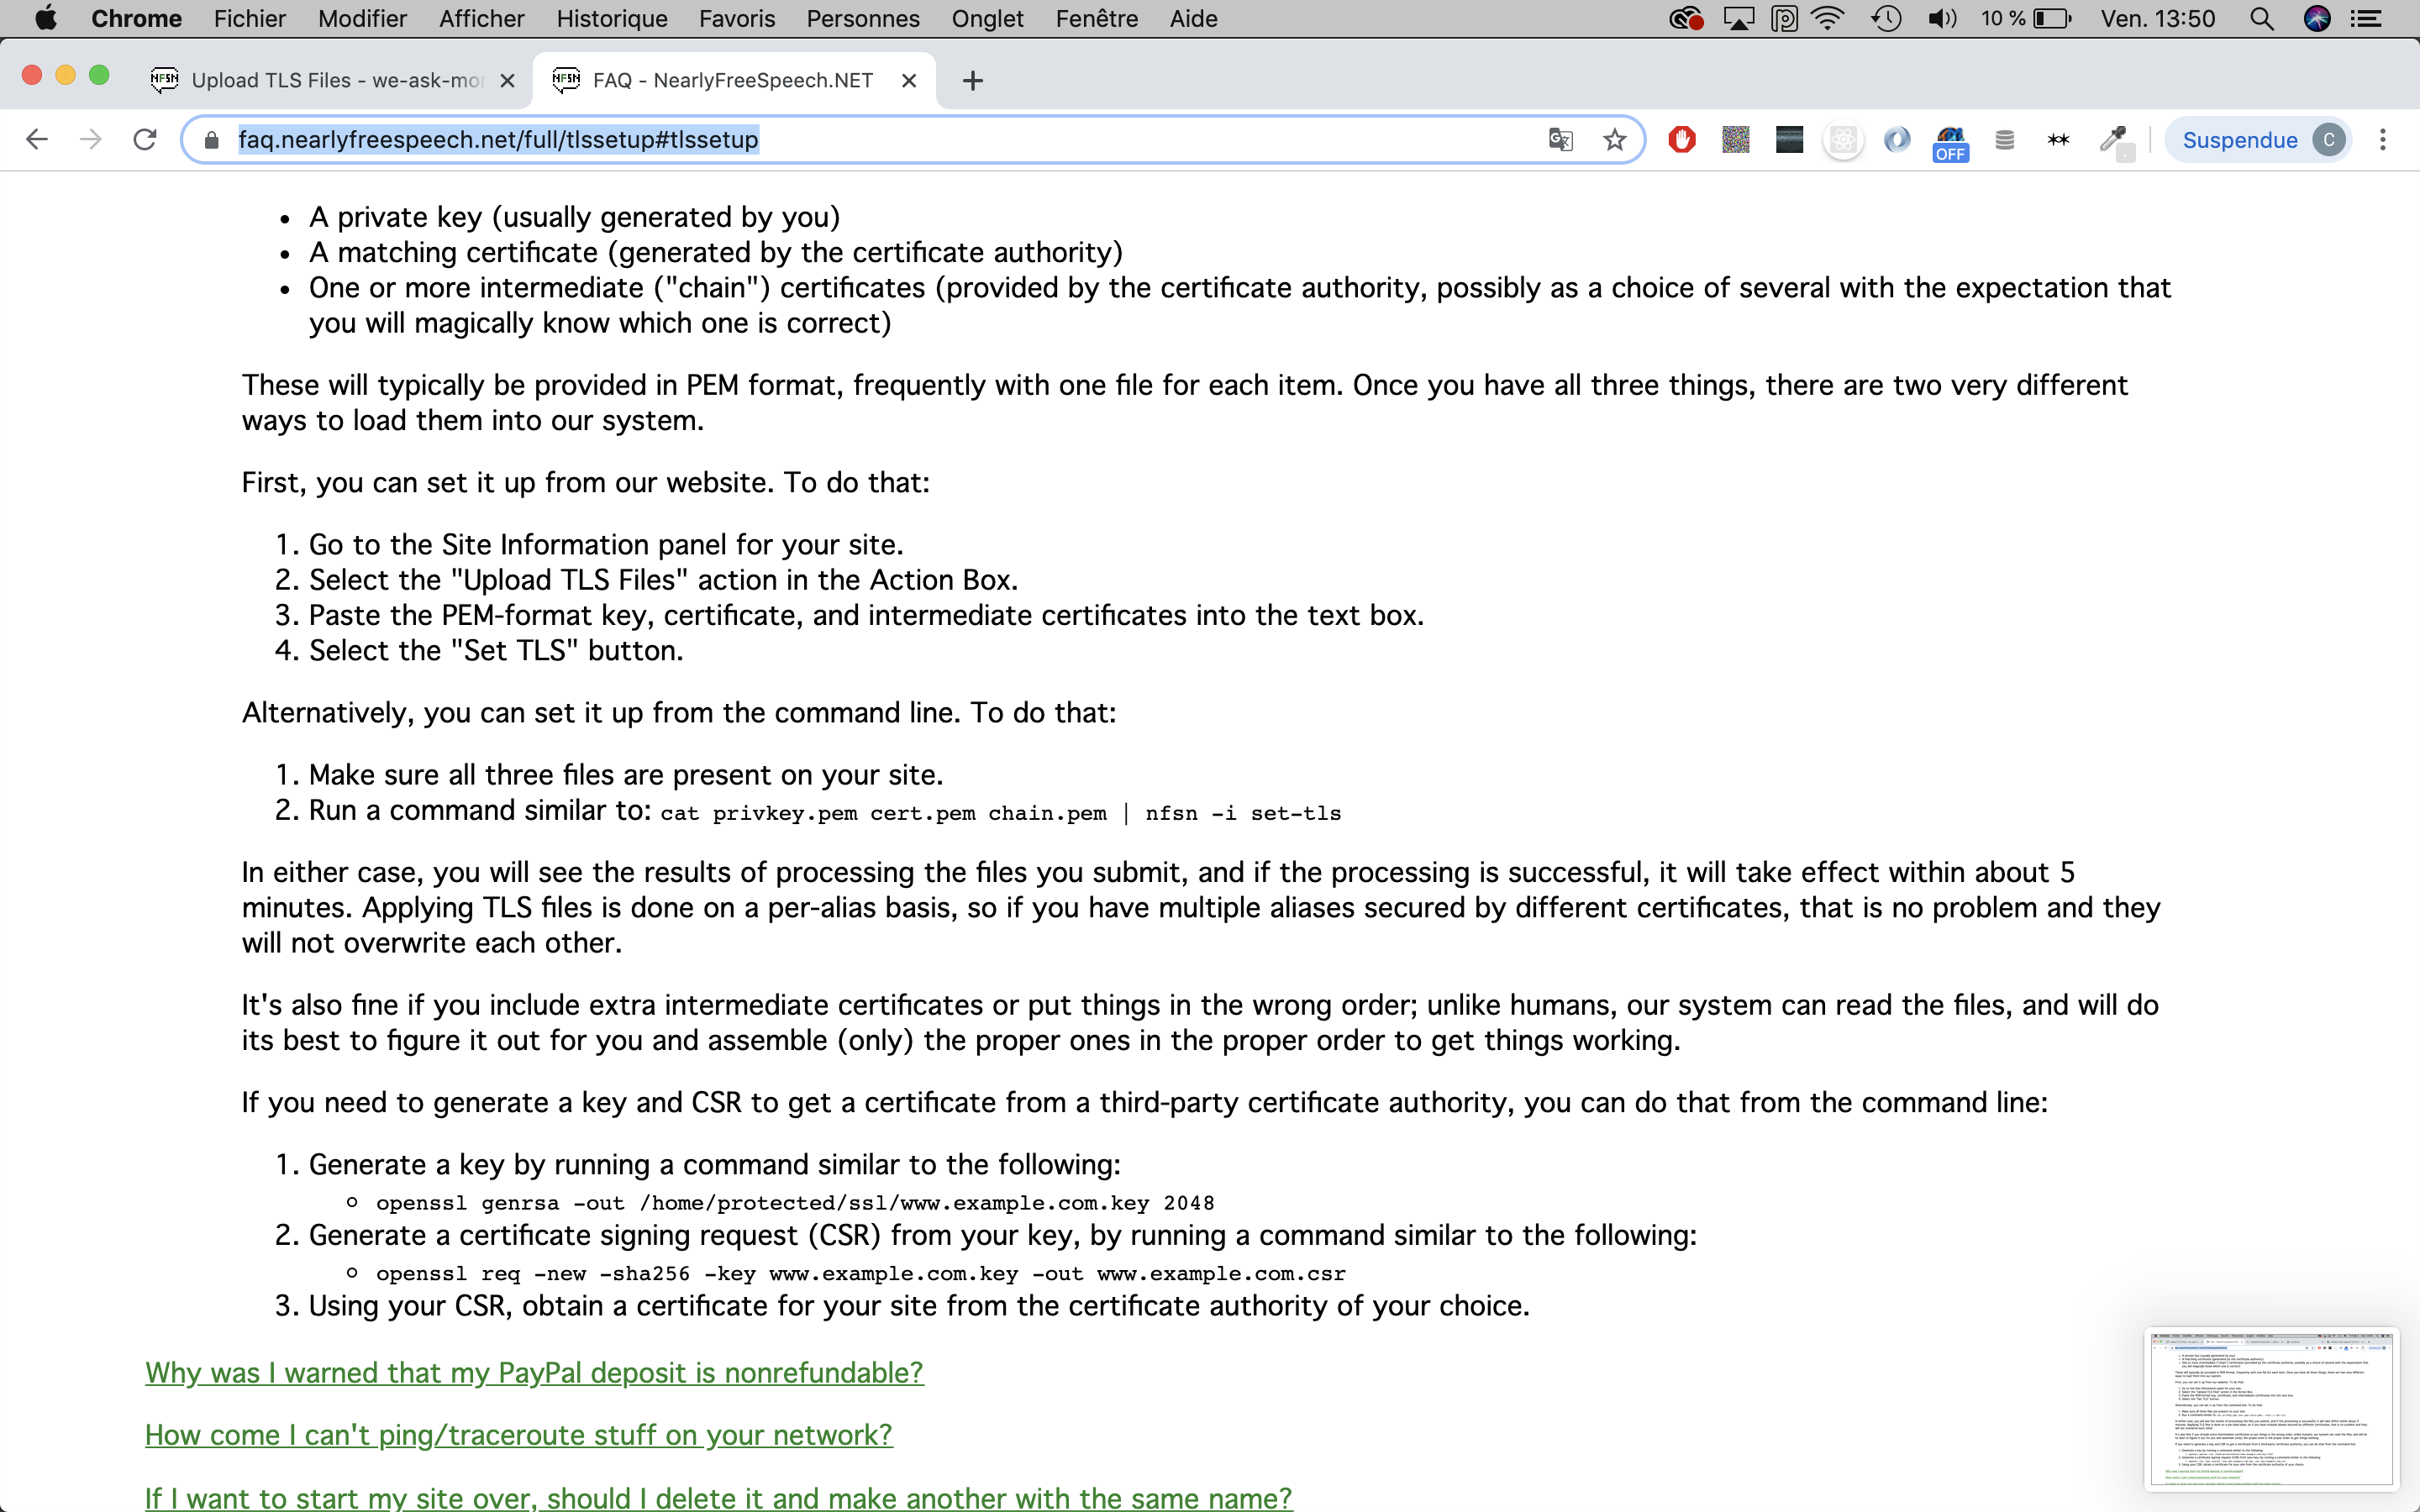 Chrome Fichier Modifier Afficher Historique Favoris Personnes Onglet Fenêtre Aide 10 % Ven. 13:50
NFSN Upload TLS Files - we-ask-mor NFSN FAQ - NearlyFreeSpeech.NET
faq.nearlyfreespeech.net/full/tlssetup#tlssetup OFF Suspendue C
• A private key (usually generated by you)
• A matching certificate (generated by the certificate authority)
• One or more intermediate ("chain") certificates (provided by the certificate authority, possibly as a choice of several with the expectation that
you will magically know which one is correct)
These will typically be provided in PEM format, frequently with one file for each item. Once you have all three things, there are two very different
ways to load them into our system.
First, you can set it up from our website. To do that:
1. Go to the Site Information panel for your site.
2. Select the "Upload TLS Files" action in the Action Box.
3. Paste the PEM-format key, certificate, and intermediate certificates into the text box.
4. Select the "Set TLS" button.
Alternatively, you can set it up from the command line. To do that:
1. Make sure all three files are present on your site.
2. Run a command similar to: cat privkey.pem cert.pem chain.pem | nfsn -i set-tls
In either case, you will see the results of processing the files you submit, and if the processing is successful, it will take effect within about 5
minutes. Applying TLS files is done on a per-alias basis, so if you have multiple aliases secured by different certificates, that is no problem and they
will not overwrite each other.
It's also fine if you include extra intermediate certificates or put things in the wrong order; unlike humans, our system can read the files, and will do
its best to figure it out for you and assemble (only) the proper ones in the proper order to get things working.
If you need to generate a key and CSR to get a certificate from a third-party certificate authority, you can do that from the command line:
1. Generate a key by running a command similar to the following:
openssl genrsa -out /home/protected/ssl/www.example.com.key 2048
2. Generate a certificate signing request (CSR) from your key, by running a command similar to the following:
openssl req -new -sha256 -key www.example.com.key -out www.example.com.csr
3. Using your CSR, obtain a certificate for your site from the certificate authority of your choice.
Why was I warned that my PayPal deposit is nonrefundable?
How come I can't ping/traceroute stuff on your network?
If I want to start my site over, should I delete it and make another with the same name?